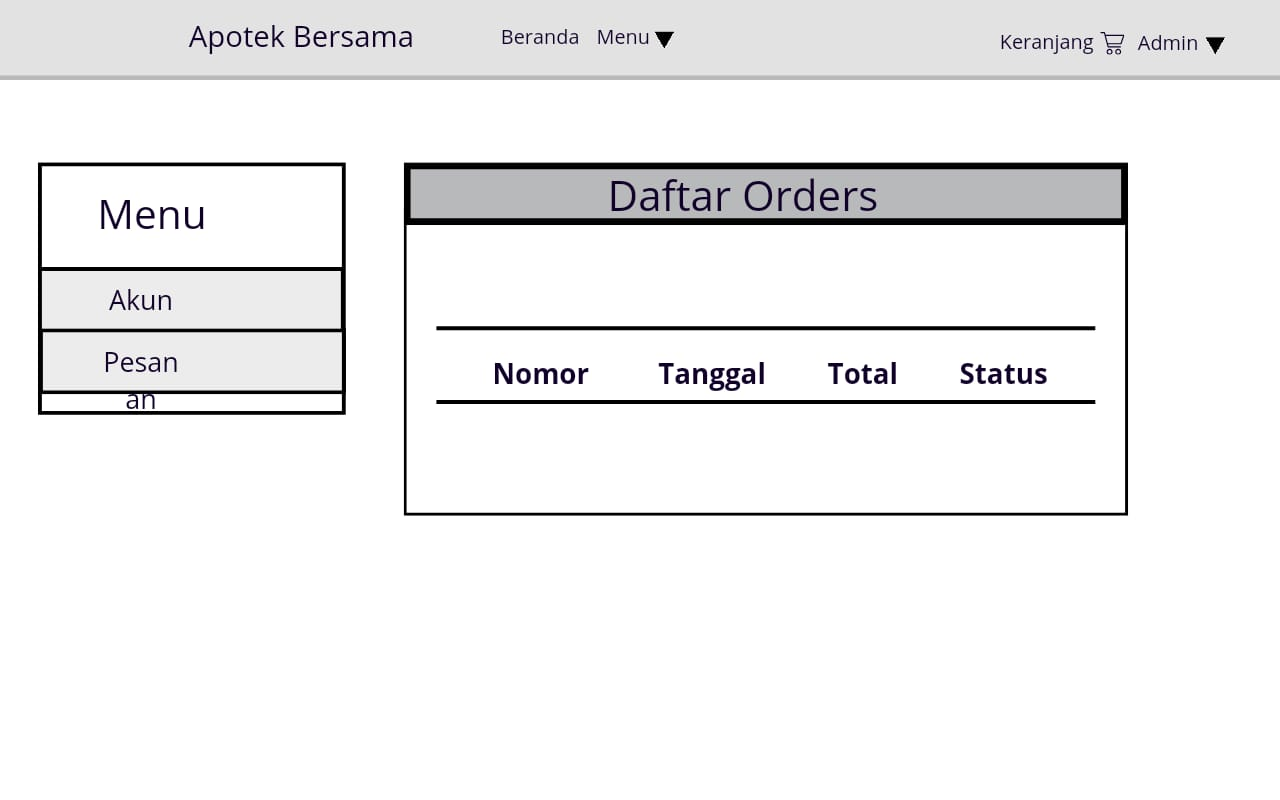 Apotek Bersama Beranda Menu Keranjang Admin
Menu
Akun
Pesan
an
Daftar Orders
Nomor Tanggal Total Status